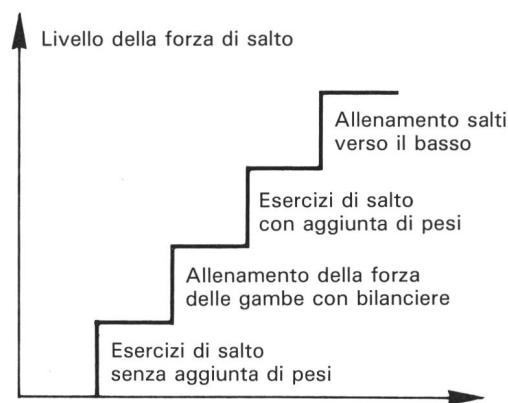 Livello della forza di salto
Allenamento salti
verso il basso
Esercizi di salto
con aggiunta di pesi
Allenamento della forza
delle gambe con bilanciere
Esercizi di salto
senza aggiunta di pesi